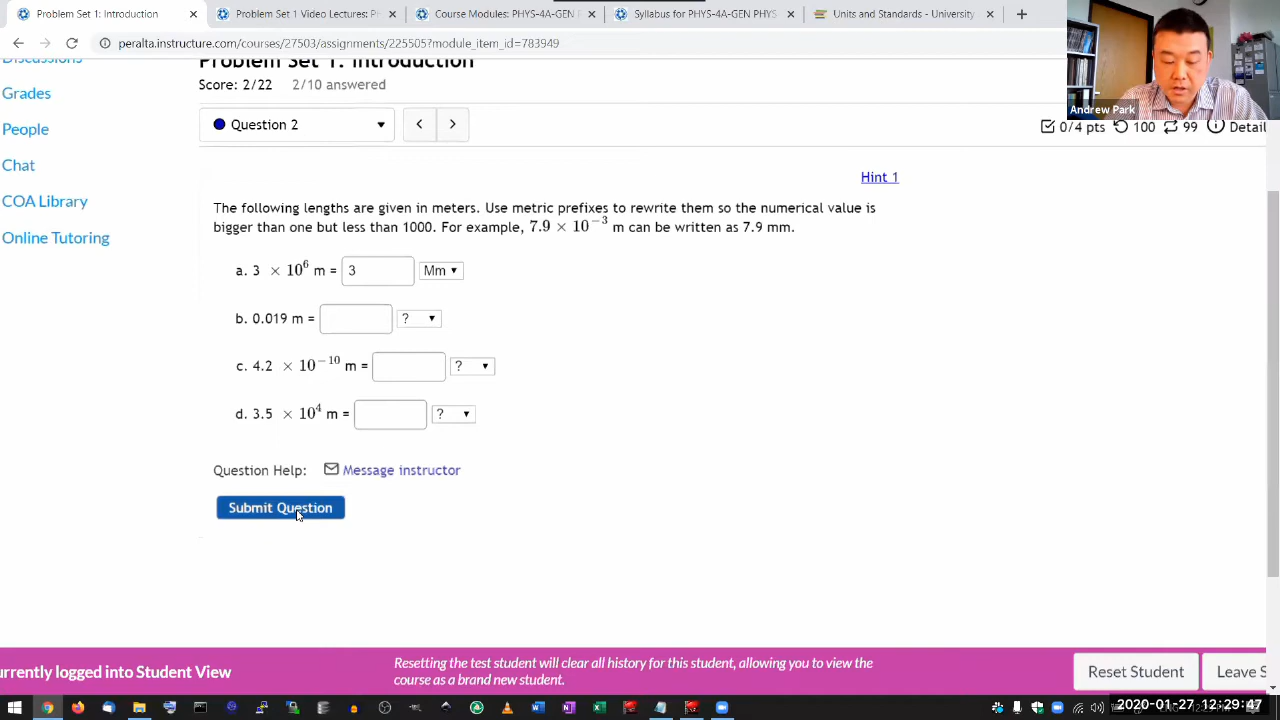 Problem Set 1: Introduction
Problem Set 1 Video Lectures P
Course Modules: PHYS-4A-GEN
Syllabus for PHYS-4A-GEN PHYS
Units and Standards - University
peralta.instructure.com/courses/27503/assignments/225505?module_item_id=783949
Andrew Park
Discussions
Grades
People
Chat
COA Library
Online Tutoring
Problem Set 1: Introduction
Score: 2/22 2/10 answered
Question 2
0/4 pts 100 99 Detail
Hint 1
The following lengths are given in meters. Use metric prefixes to rewrite them so the numerical value is
bigger than one but less than 1000. For example, 7.9 × 10⁻³ m can be written as 7.9 mm.
a. 3 × 10⁶ m = 3 Mm
b. 0.019 m = ?
c. 4.2 × 10⁻¹⁰ m = ?
d. 3.5 × 10⁴ m = ?
Question Help: Message instructor
Submit Question
urrently logged into Student View
Resetting the test student will clear all history for this student, allowing you to view the
course as a brand new student.
Reset Student
Leave S
2020-01-27 12:29:47